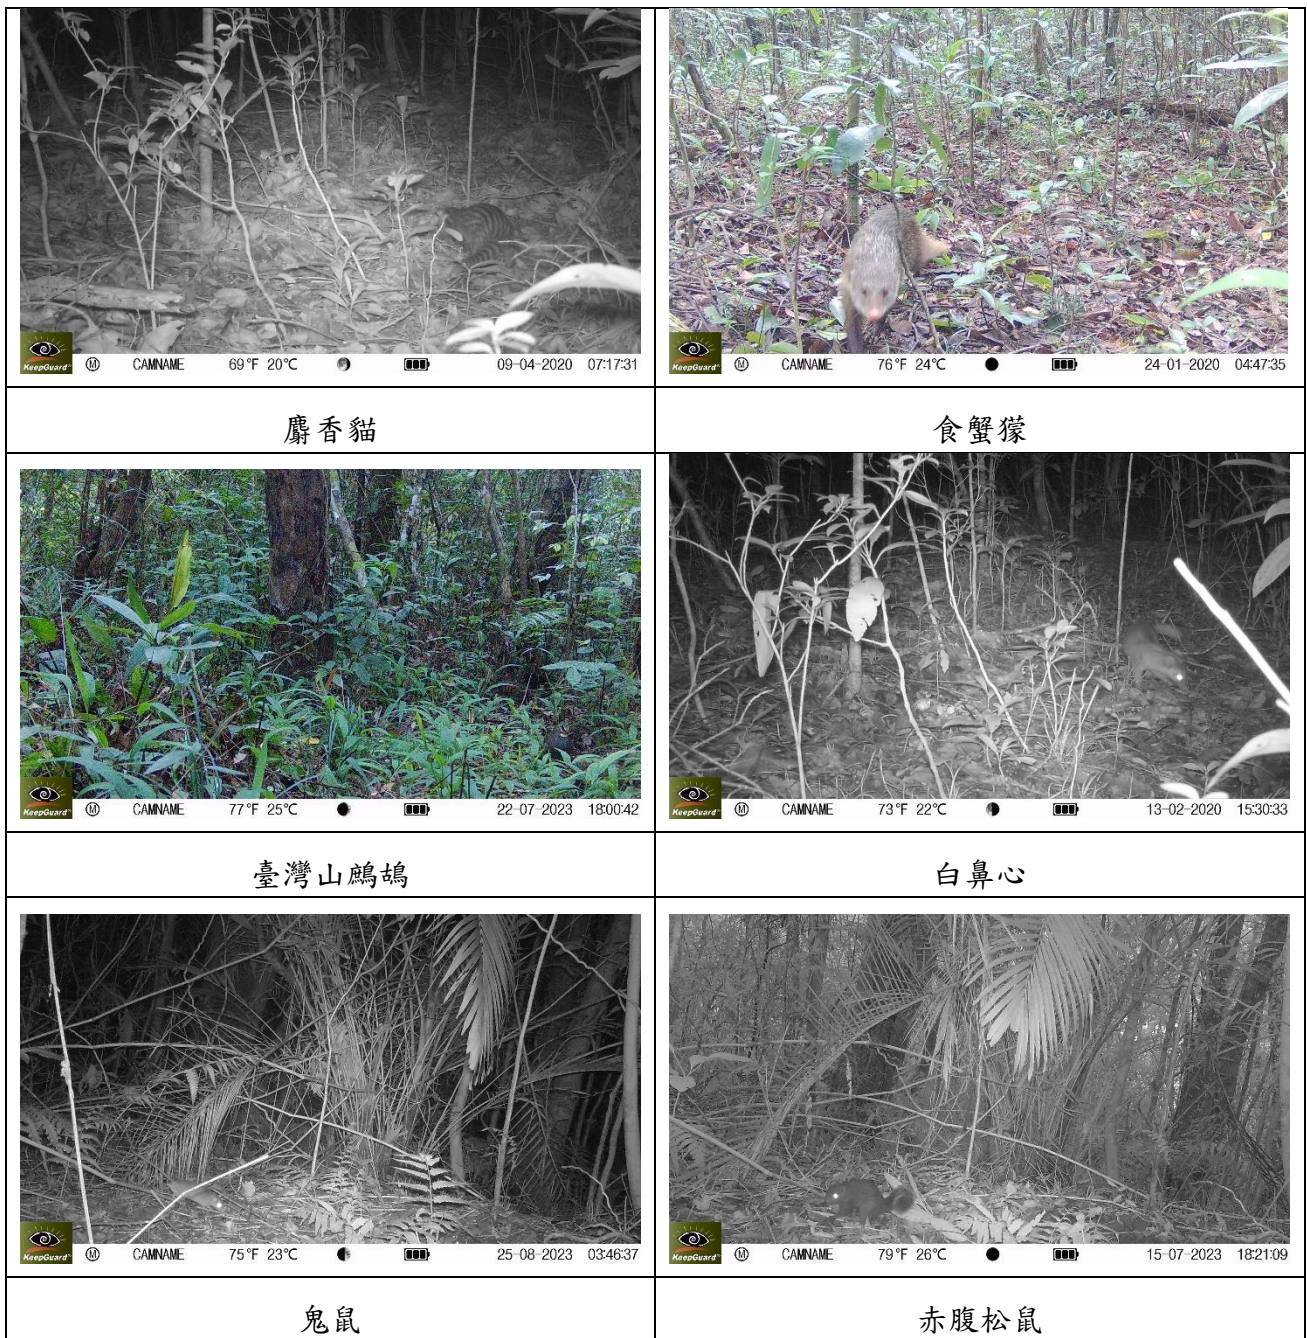 KeepGuard M CAMNAME 69°F 20℃ 09-04-2020 07:17:31
KeepGuard M CAMNAME 76°F 24℃ 24-01-2020 04:47:35
麝香貓
食蟹獴
KeepGuard M CAMNAME 77°F 25℃ 22-07-2023 18:00:42
KeepGuard M CAMNAME 73°F 22℃ 13-02-2020 15:30:33
臺灣山鷓鴣
白鼻心
KeepGuard M CAMNAME 75°F 23℃ 25-08-2023 03:46:37
KeepGuard M CAMNAME 79°F 26℃ 15-07-2023 18:21:09
鬼鼠
赤腹松鼠